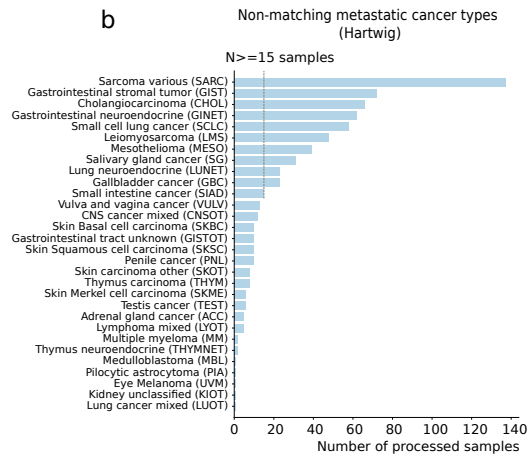 b
Non-matching metastatic cancer types
(Hartwig)
N>=15 samples
Sarcoma various (SARC)
Gastrointestinal stromal tumor (GIST)
Cholangiocarcinoma (CHOL)
Gastrointestinal neuroendocrine (GINET)
Small cell lung cancer (SCLC)
Leiomyosarcoma (LMS)
Mesothelioma (MESO)
Salivary gland cancer (SG)
Lung neuroendocrine (LUNET)
Gallbladder cancer (GBC)
Small intestine cancer (SIAD)
Vulva and vagina cancer (VULV)
CNS cancer mixed (CNSOT)
Skin Basal cell carcinoma (SKBC)
Gastrointestinal tract unknown (GISTOT)
Skin Squamous cell carcinoma (SKSC)
Penile cancer (PNL)
Skin carcinoma other (SKOT)
Thymus carcinoma (THYM)
Skin Merkel cell carcinoma (SKME)
Testis cancer (TEST)
Adrenal gland cancer (ACC)
Lymphoma mixed (LYOT)
Multiple myeloma (MM)
Thymus neuroendocrine (THYMNET)
Medulloblastoma (MBL)
Pilocytic astrocytoma (PIA)
Eye Melanoma (UVM)
Kidney unclassified (KIOT)
Lung cancer mixed (LUOT)
0 20 40 60 80 100 120 140
Number of processed samples